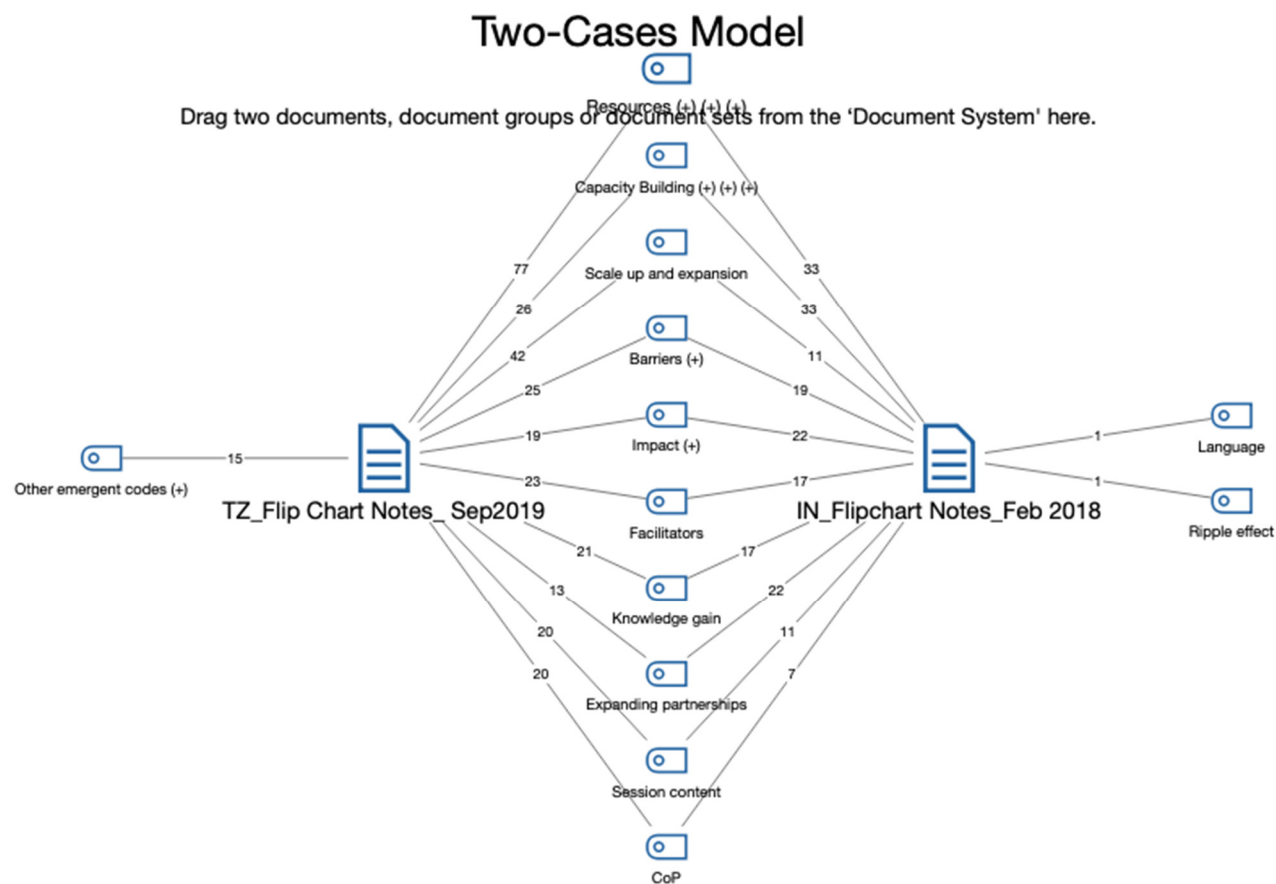 Two-Cases Model
Resources (+) (+) (+)
Drag two documents, document groups or document sets from the ‘Document System' here.
Capacity Building (+) (+) (+)
Scale up and expansion
77
33
26
33
42
11
Barriers (+)
25
19
Impact (+)
19
22
Language
1
Other emergent codes (+)
15
TZ_Flip Chart Notes_ Sep2019
IN_Flipchart Notes_Feb 2018
23
17
1
Facilitators
Ripple effect
21
17
Knowledge gain
13
22
20
11
Expanding partnerships
20
7
Session content
CoP